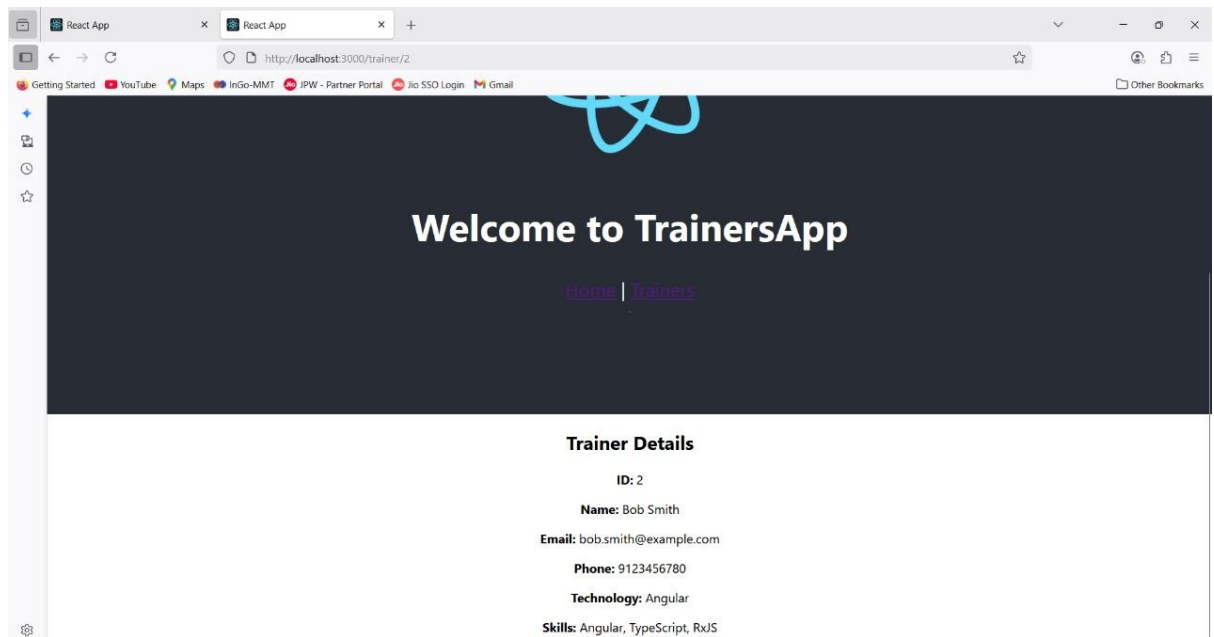 React App
React App
http://localhost:3000/trainer/2
Getting Started YouTube Maps InGo-MMT JPW - Partner Portal Jio SSO Login Gmail Other Bookmarks
Welcome to TrainersApp
Home | Trainers
Trainer Details
ID: 2
Name: Bob Smith
Email: bob.smith@example.com
Phone: 9123456780
Technology: Angular
Skills: Angular, TypeScript, RxJS